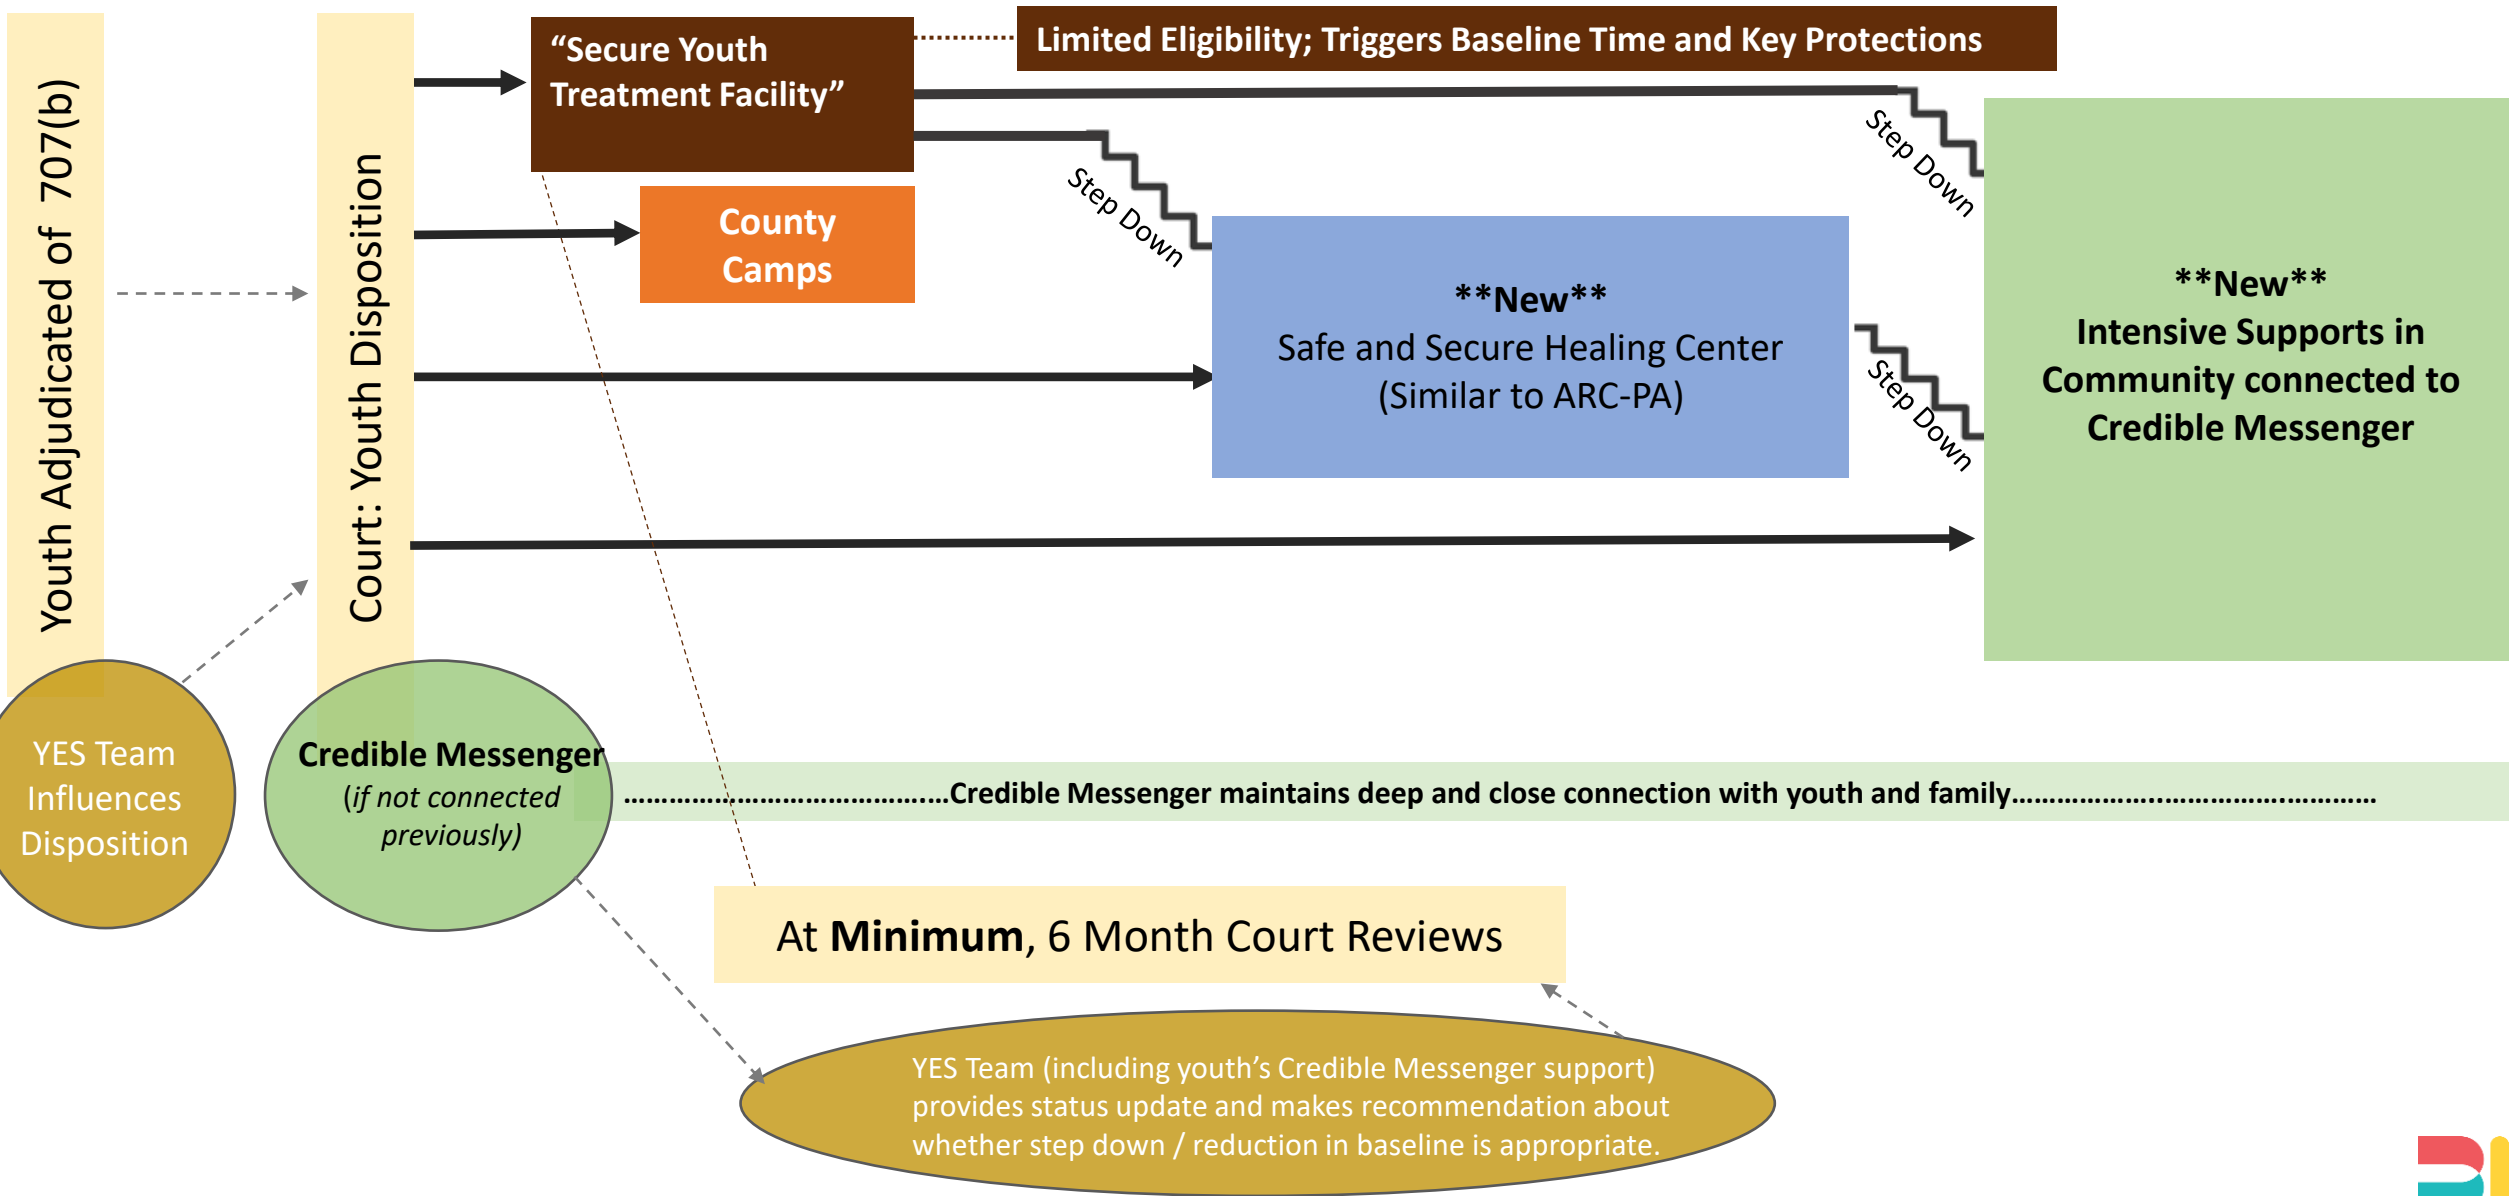 Youth Adjudicated of 707(b)
Court: Youth Disposition
“Secure Youth
Treatment Facility”
Limited Eligibility; Triggers Baseline Time and Key Protections
Step Down
Step Down
County
Camps
**New**
Safe and Secure Healing Center
(Similar to ARC-PA)
Step Down
**New**
Intensive Supports in
Community connected to
Credible Messenger
YES Team
Influences
Disposition
Credible Messenger
(if not connected
previously)
……………………………….…Credible Messenger maintains deep and close connection with youth and family………………..…………….…………
At Minimum, 6 Month Court Reviews
YES Team (including youth’s Credible Messenger support)
provides status update and makes recommendation about
whether step down / reduction in baseline is appropriate.